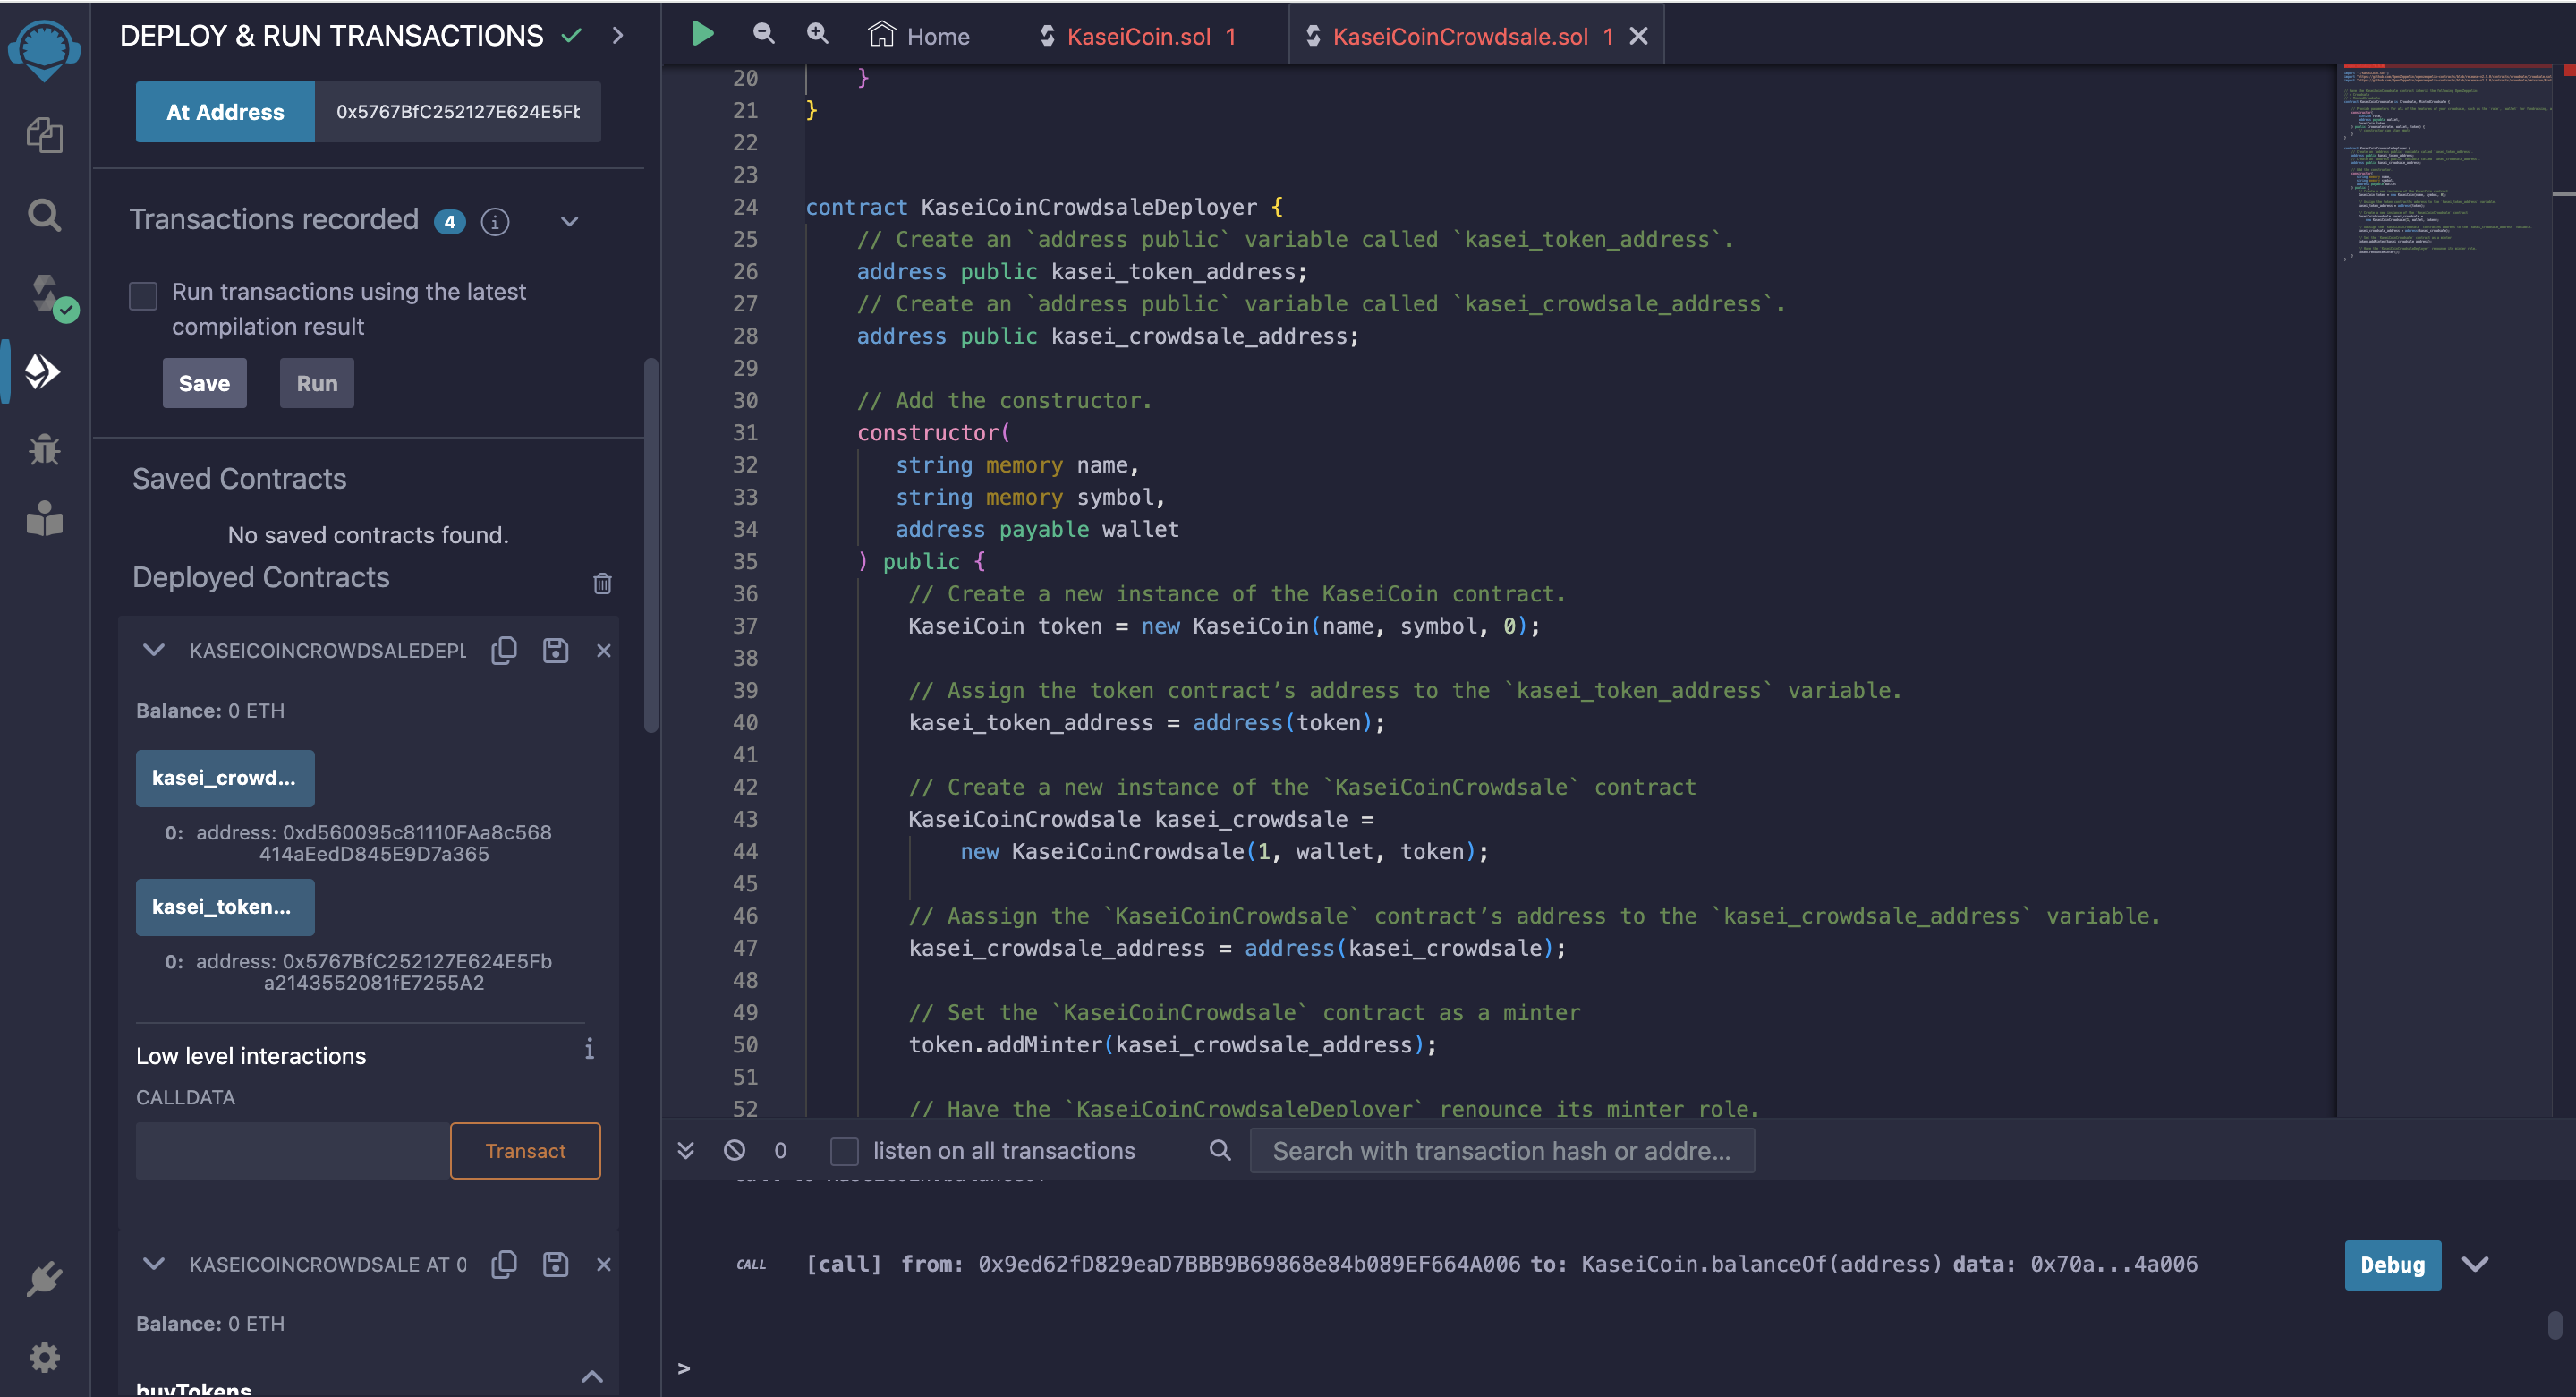 DEPLOY & RUN TRANSACTIONS
At Address
0x5767BfC252127E624E5Fb
Transactions recorded 4
Run transactions using the latest
compilation result
Save
Run
Saved Contracts
No saved contracts found.
Deployed Contracts
KASEICOINCROWDSALEDEPL
Balance: 0 ETH
kasei_crowd...
0: address: 0xd560095c81110FAa8c568
414aEedD845E9D7a365
kasei_token...
0: address: 0x5767BfC252127E624E5Fb
a2143552081fE7255A2
Low level interactions
CALLDATA
Transact
KASEICOINCROWDSALE AT 0
Balance: 0 ETH
buyTokens
Home
KaseiCoin.sol 1
KaseiCoinCrowdsale.sol 1
20 }
21 }
22
23
24 contract KaseiCoinCrowdsaleDeployer {
25 // Create an `address public` variable called `kasei_token_address`.
26 address public kasei_token_address;
27 // Create an `address public` variable called `kasei_crowdsale_address`.
28 address public kasei_crowdsale_address;
29
30 // Add the constructor.
31 constructor(
32 string memory name,
33 string memory symbol,
34 address payable wallet
35 ) public {
36 // Create a new instance of the KaseiCoin contract.
37 KaseiCoin token = new KaseiCoin(name, symbol, 0);
38
39 // Assign the token contract’s address to the `kasei_token_address` variable.
40 kasei_token_address = address(token);
41
42 // Create a new instance of the `KaseiCoinCrowdsale` contract
43 KaseiCoinCrowdsale kasei_crowdsale =
44 new KaseiCoinCrowdsale(1, wallet, token);
45
46 // Aassign the `KaseiCoinCrowdsale` contract’s address to the `kasei_crowdsale_address` variable.
47 kasei_crowdsale_address = address(kasei_crowdsale);
48
49 // Set the `KaseiCoinCrowdsale` contract as a minter
50 token.addMinter(kasei_crowdsale_address);
51
52 // Have the `KaseiCoinCrowdsaleDeployer` renounce its minter role.
0
listen on all transactions
Search with transaction hash or addre...
CALL [call] from: 0x9ed62fD829eaD7BBB9B69868e84b089EF664A006 to: KaseiCoin.balanceOf(address) data: 0x70a...4a006
Debug
>